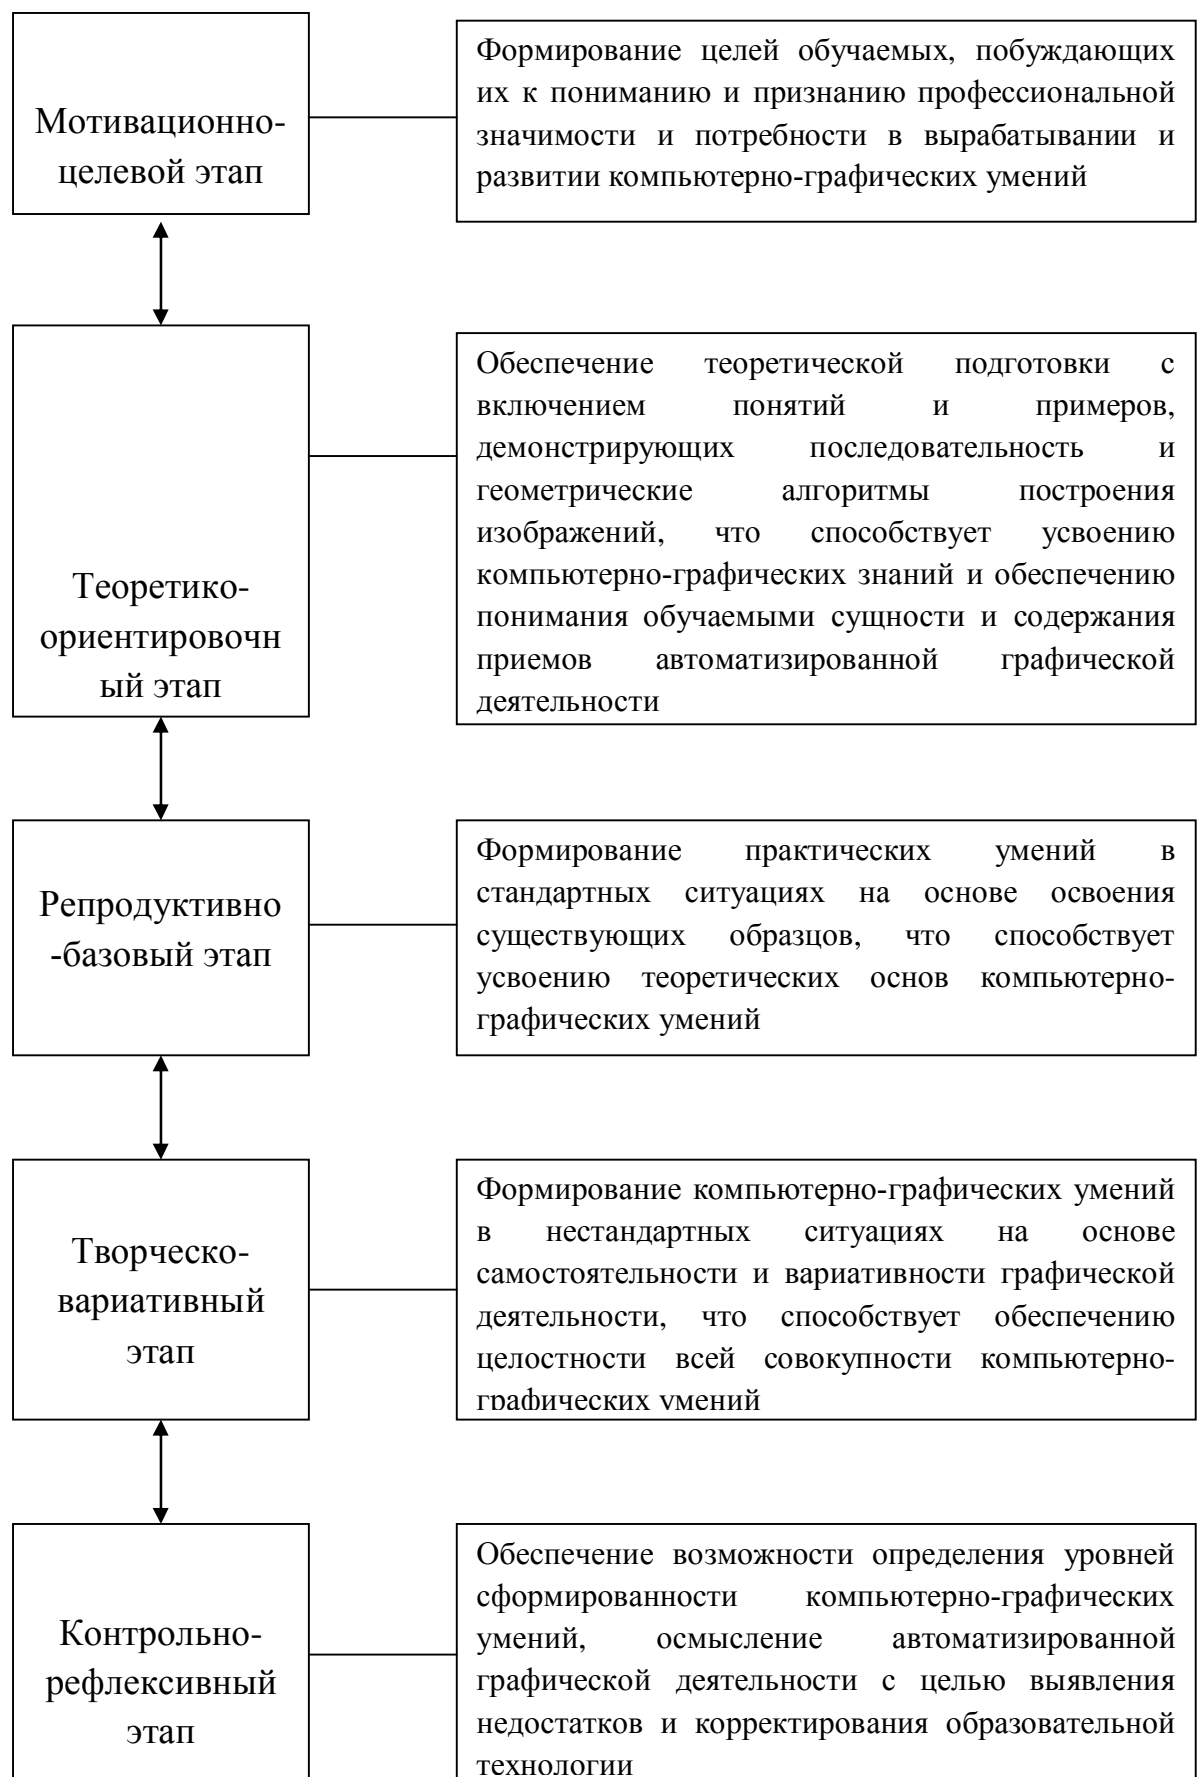 Мотивационно-
целевой этап
Формирование целей обучаемых, побуждающих
их к пониманию и признанию профессиональной
значимости и потребности в вырабатывании и
развитии компьютерно-графических умений
Теоретико-
ориентировочн
ый этап
Обеспечение теоретической подготовки с
включением понятий и примеров,
демонстрирующих последовательность и
геометрические алгоритмы построения
изображений, что способствует усвоению
компьютерно-графических знаний и обеспечению
понимания обучаемыми сущности и содержания
приемов автоматизированной графической
деятельности
Репродуктивно
-базовый этап
Формирование практических умений в
стандартных ситуациях на основе освоения
существующих образцов, что способствует
усвоению теоретических основ компьютерно-
графических умений
Творческо-
вариативный
этап
Формирование компьютерно-графических умений
в нестандартных ситуациях на основе
самостоятельности и вариативности графической
деятельности, что способствует обеспечению
целостности всей совокупности компьютерно-
графических умений
Контрольно-
рефлексивный
этап
Обеспечение возможности определения уровней
сформированности компьютерно-графических
умений, осмысление автоматизированной
графической деятельности с целью выявления
недостатков и корректирования образовательной
технологии